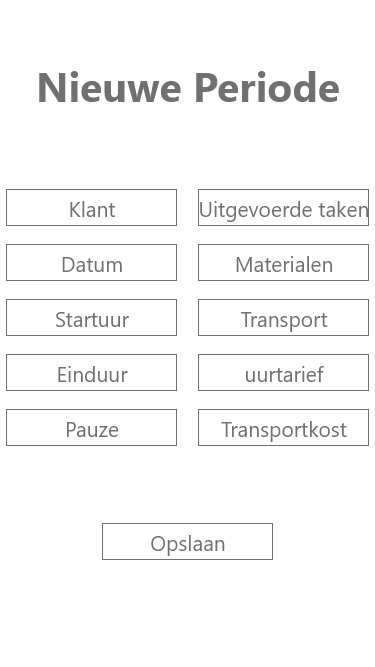 Nieuwe Periode
Klant
Uitgevoerde taken
Datum
Materialen
Startuur
Transport
Einduur
uurtarief
Pauze
Transportkost
Opslaan